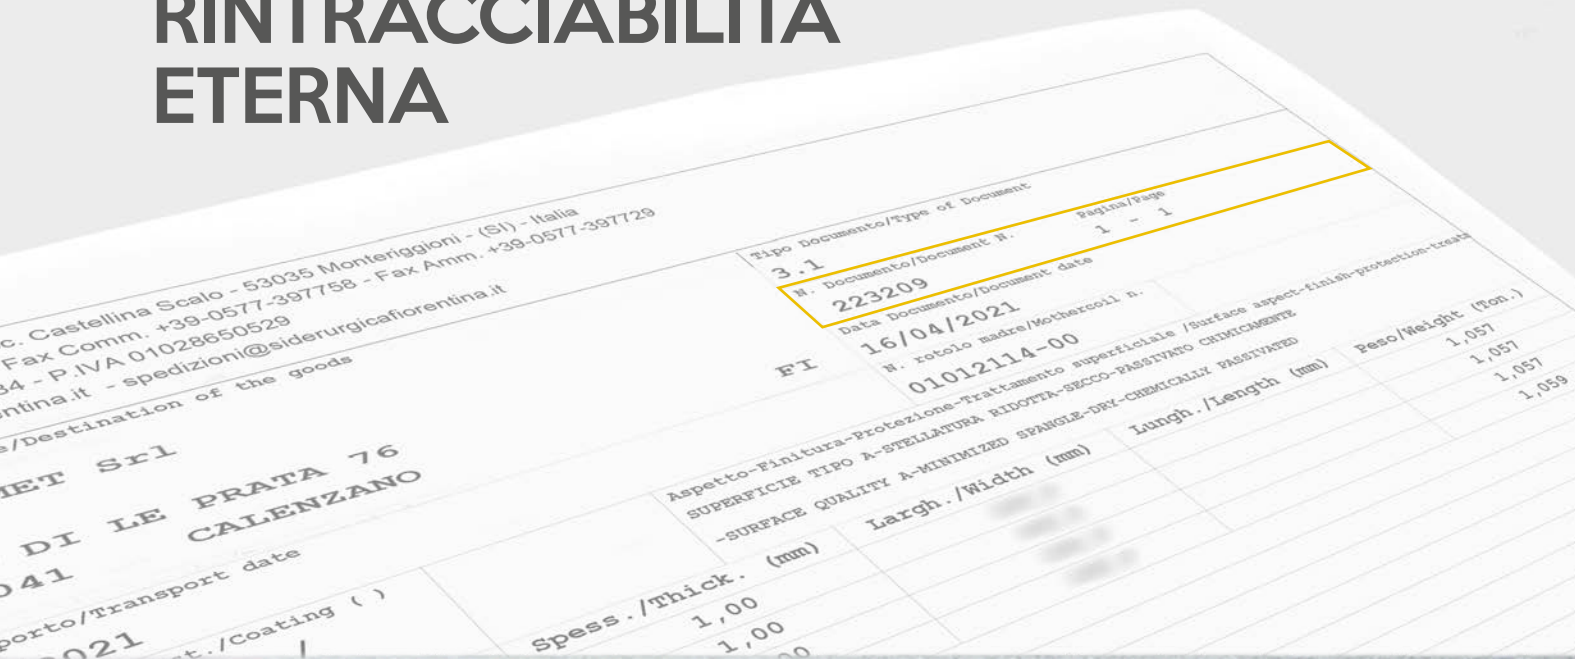 RINTRACCIABILITÀ
ETERNA
c. Castellina Scalo - 53035 Monteriggioni - (SI) - Italia
Fax Comm. +39-0577-397758 - Fax Amm. +39-0577-397729
34 - P.IVA 01028650529
entina.it - spedizioni@siderurgicafiorentina.it
e/Destination of the goods
MET Srl
DI LE PRATA 76
041 CALENZANO
FI
porto/Transport date
2021
t./Coating ( )
/
Tipo Documento/Type of Document
3.1
N. Documento/Document N. Pagina/Page
223209 1 - 1
Data Documento/Document date
16/04/2021
N. rotolo madre/Mothercoil n.
01012114-00
Aspetto-Finitura-Protezione-Trattamento superficiale /Surface aspect-finish-protection-treatm
SUPERFICIE TIPO A-STELLATURA RIDOTTA-SECCO-PASSIVATO CHIMICAMENTE
-SURFACE QUALITY A-MINIMIZED SPANGLE-DRY-CHEMICALLY PASSIVATED
Spess./Thick. (mm) Largh./Width (mm) Lungh./Length (mm) Peso/Weight (Ton.)
1,00 1,057
1,00 1,057
00 1,057
1,059